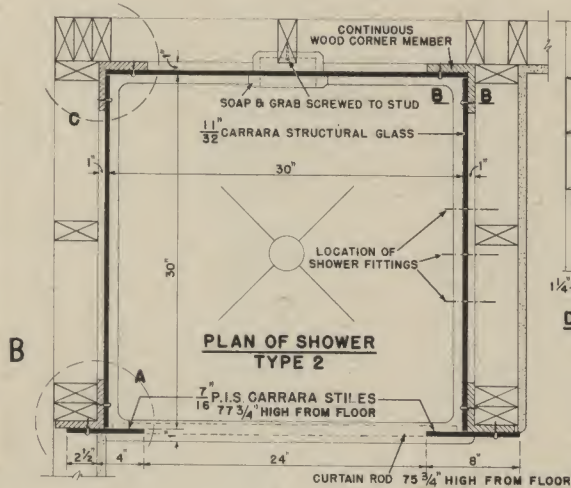 CONTINUOUS
WOOD CORNER MEMBER
1"
SOAP & GRAB SCREWED TO STUD
B
B
C
11/32" CARRARA STRUCTURAL GLASS
1"
30"
1"
30"
LOCATION OF
SHOWER FITTINGS
1 1/4"
D
B
PLAN OF SHOWER
TYPE 2
A
7/16" P.I.S. CARRARA STILES
77 3/4" HIGH FROM FLOOR
1"
2 1/2"
4"
24"
8"
CURTAIN ROD 75 3/4" HIGH FROM FLOOR